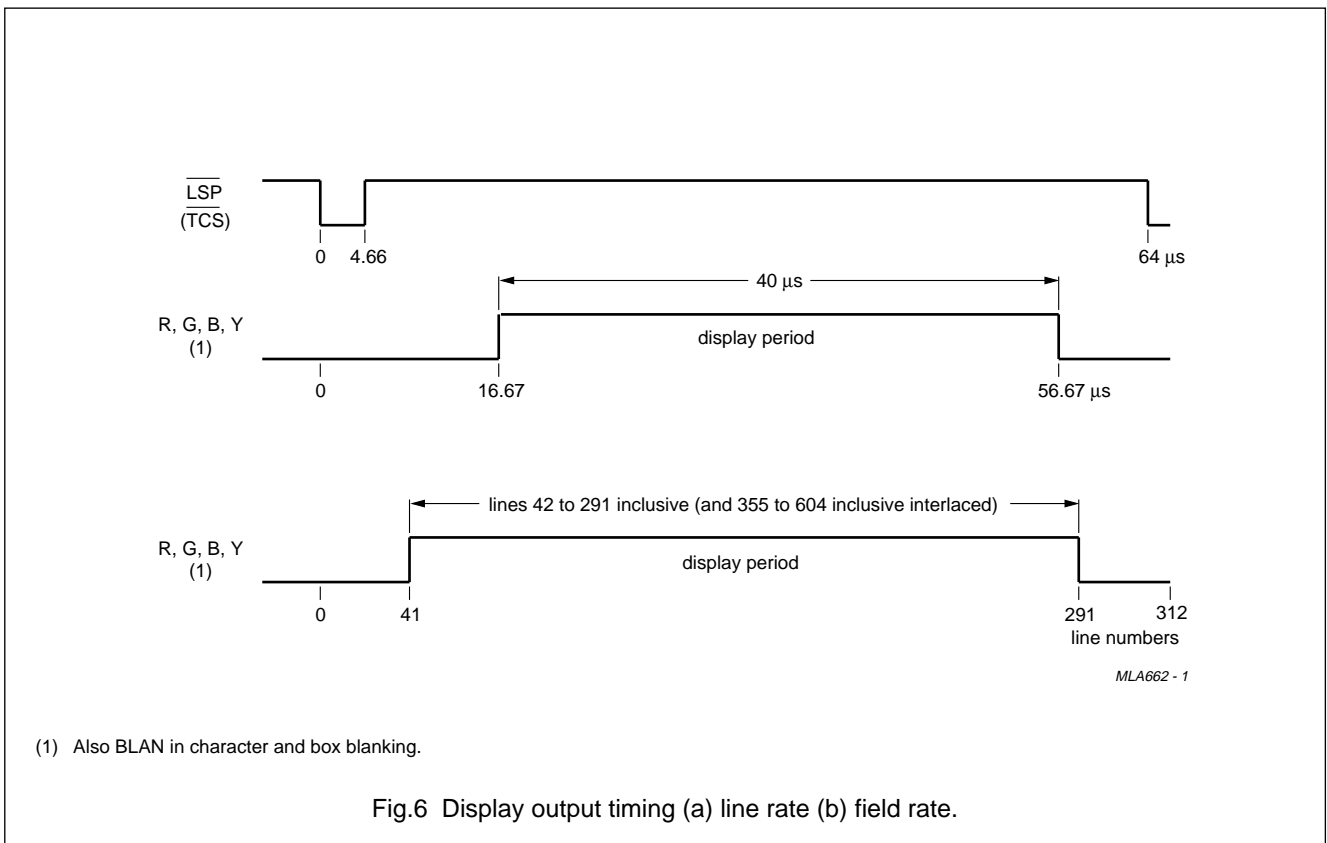 LSP
(TCS)
0 4.66 64 µs
40 µs
R, G, B, Y
(1)
display period
0 16.67 56.67 µs
lines 42 to 291 inclusive (and 355 to 604 inclusive interlaced)
R, G, B, Y
(1)
display period
0 41 291 312
line numbers
MLA662 - 1
(1) Also BLAN in character and box blanking.
Fig.6 Display output timing (a) line rate (b) field rate.